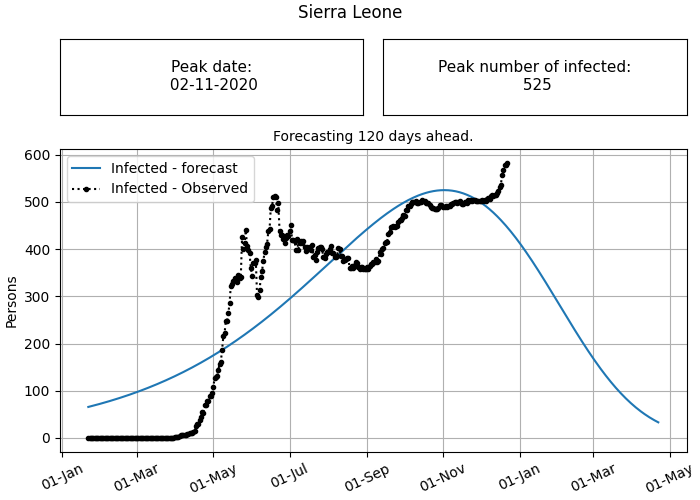 Sierra Leone
Peak date:
02-11-2020
Peak number of infected:
525
Forecasting 120 days ahead.
Infected - forecast
Infected - Observed
Persons
600
500
400
300
200
100
0
01-Jan
01-Mar
01-May
01-Jul
01-Sep
01-Nov
01-Jan
01-Mar
01-May